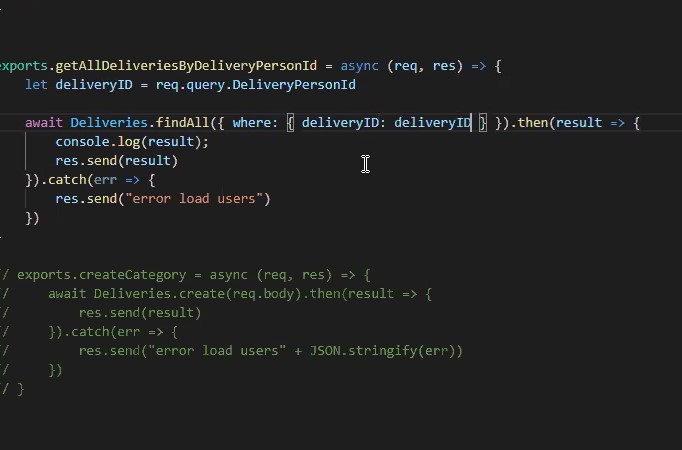 exports.getAllDeliveriesByDeliveryPersonId = async (req, res) => {
let deliveryID = req.query.DeliveryPersonId
await Deliveries.findAll({ where: { deliveryID: deliveryID } }).then(result => {
console.log(result);
res.send(result)
}).catch(err => {
res.send("error load users")
})
// exports.createCategory = async (req, res) => {
// await Deliveries.create(req.body).then(result => {
// res.send(result)
// }).catch(err => {
// res.send("error load users" + JSON.stringify(err))
// })
// }